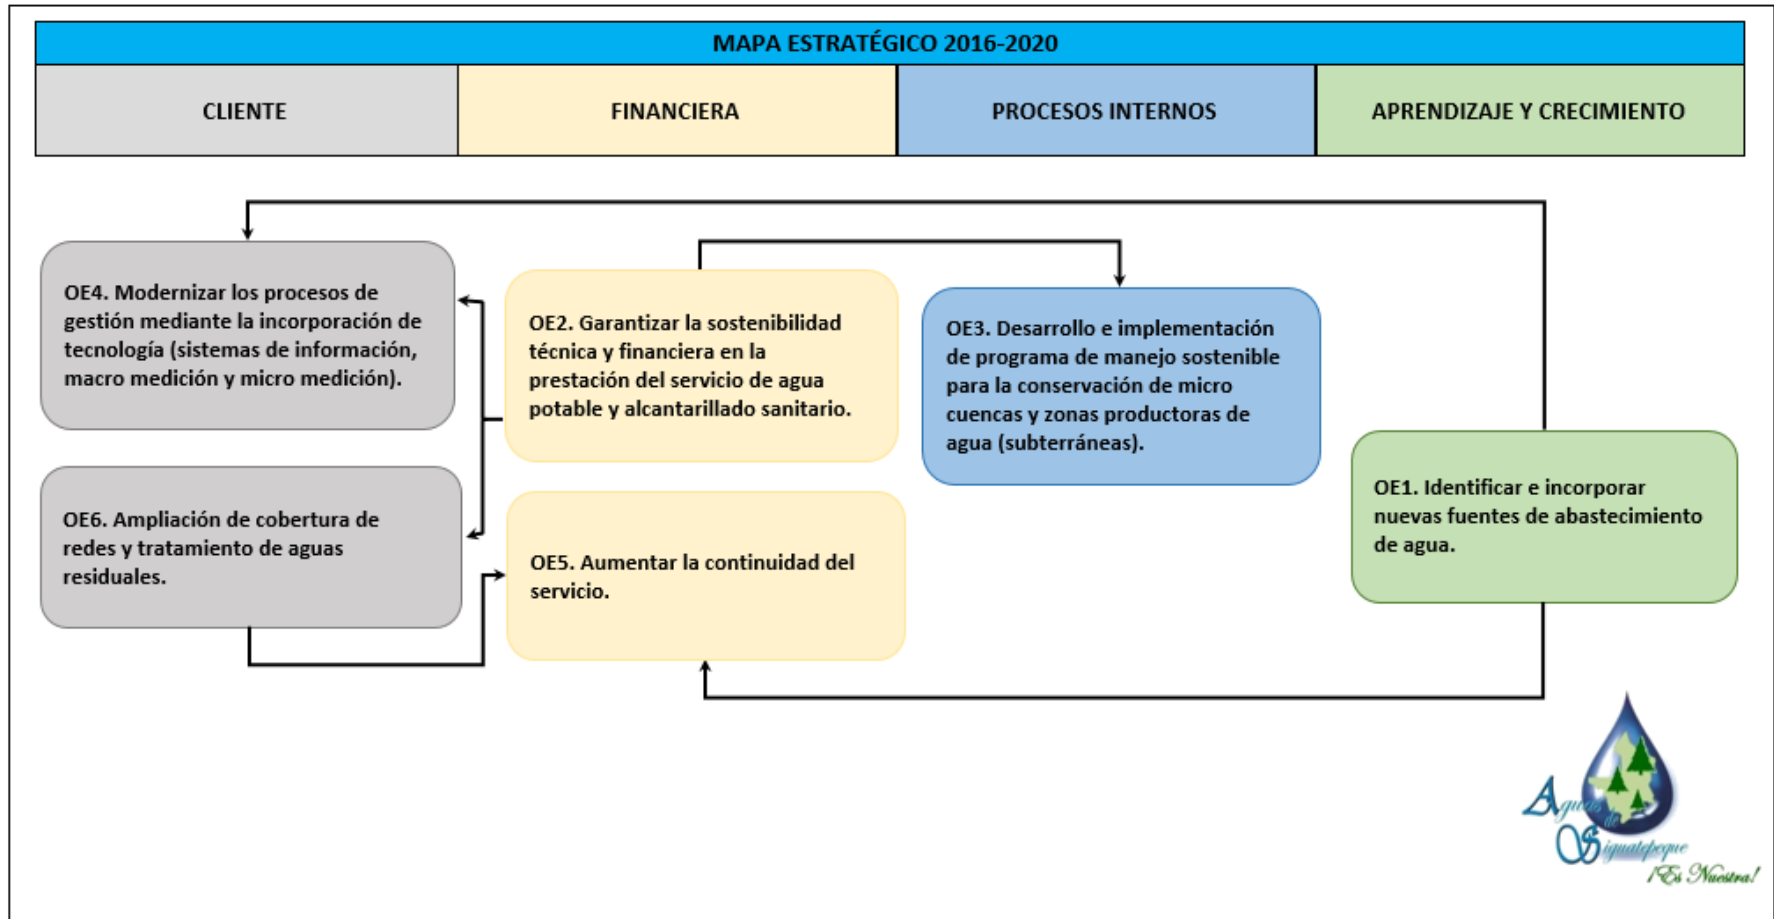 MAPA ESTRATÉGICO 2016-2020
CLIENTE
FINANCIERA
PROCESOS INTERNOS
APRENDIZAJE Y CRECIMIENTO
OE4. Modernizar los procesos de
gestión mediante la incorporación de
tecnología (sistemas de información,
macro medición y micro medición).
OE6. Ampliación de cobertura de
redes y tratamiento de aguas
residuales.
OE2. Garantizar la sostenibilidad
técnica y financiera en la
prestación del servicio de agua
potable y alcantarillado sanitario.
OE5. Aumentar la continuidad del
servicio.
OE3. Desarrollo e implementación
de programa de manejo sostenible
para la conservación de micro
cuencas y zonas productoras de
agua (subterráneas).
OE1. Identificar e incorporar
nuevas fuentes de abastecimiento
de agua.
Aguas
de
Siguatepeque
¡Es Nuestra!